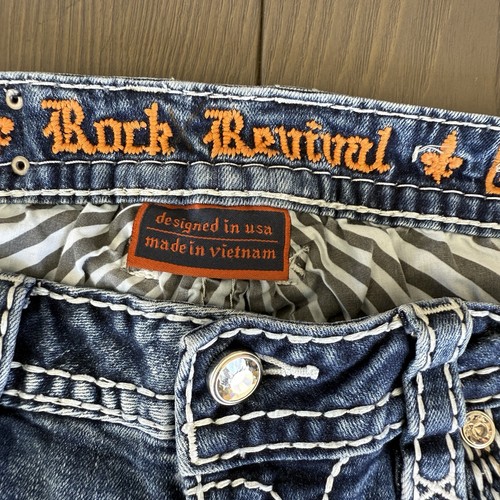 Rock Revival
designed in usa
made in vietnam